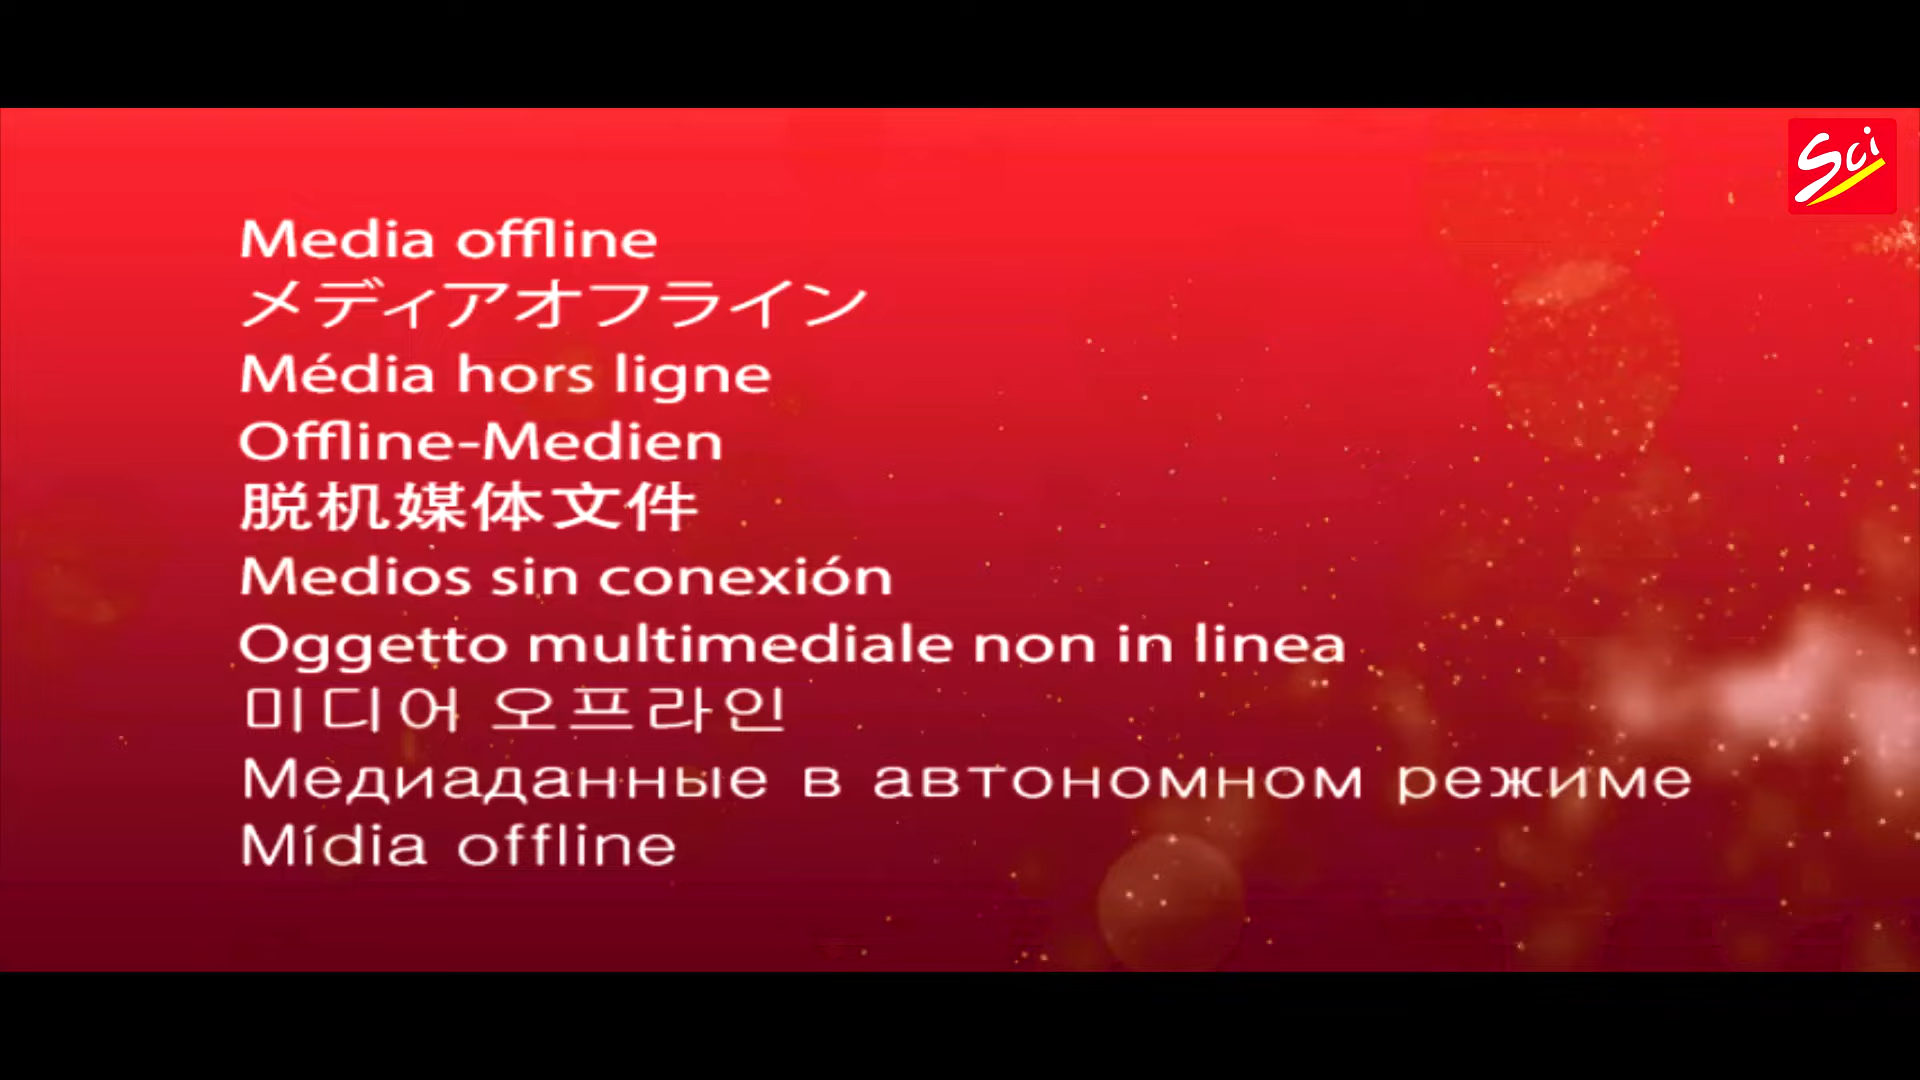 Sci
Media offline
メディアオフライン
Média hors ligne
Offline-Medien
脱机媒体文件
Medios sin conexión
Oggetto multimediale non in linea
미디어 오프라인
Медиаданные в автономном режиме
Mídia offline